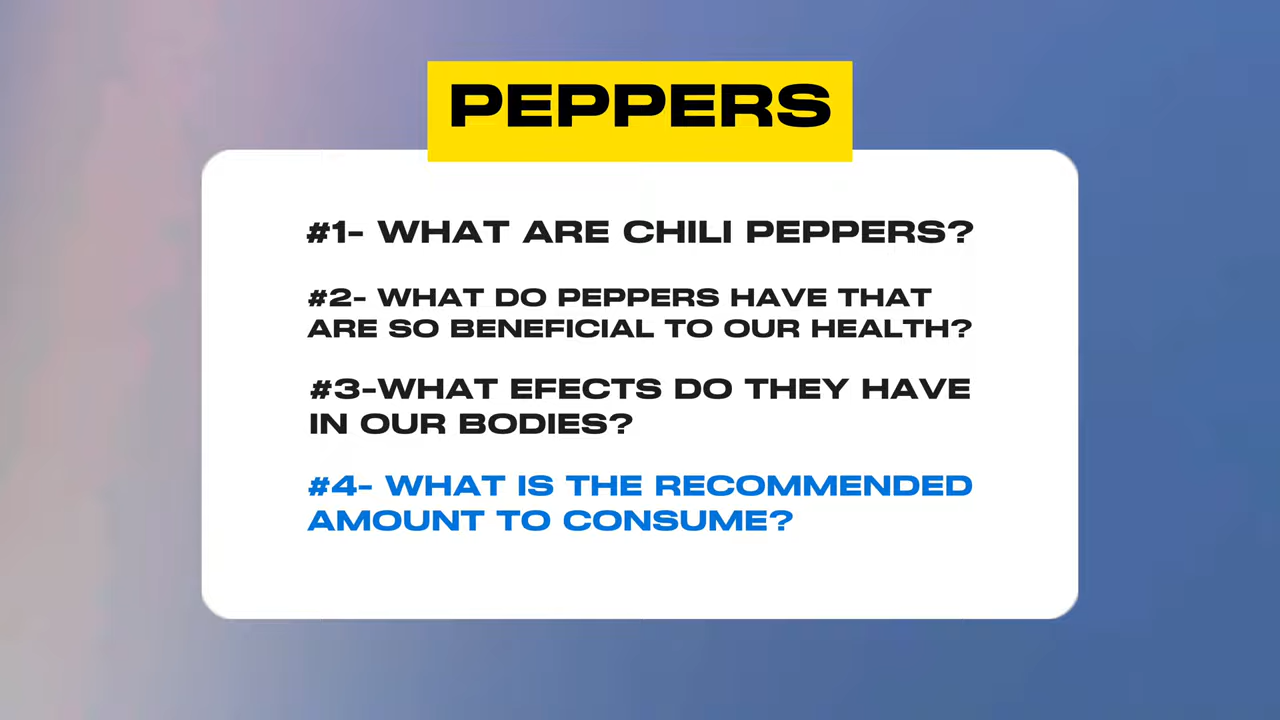 PEPPERS
#1- WHAT ARE CHILI PEPPERS?
#2- WHAT DO PEPPERS HAVE THAT
ARE SO BENEFICIAL TO OUR HEALTH?
#3-WHAT EFECTS DO THEY HAVE
IN OUR BODIES?
#4- WHAT IS THE RECOMMENDED
AMOUNT TO CONSUME?